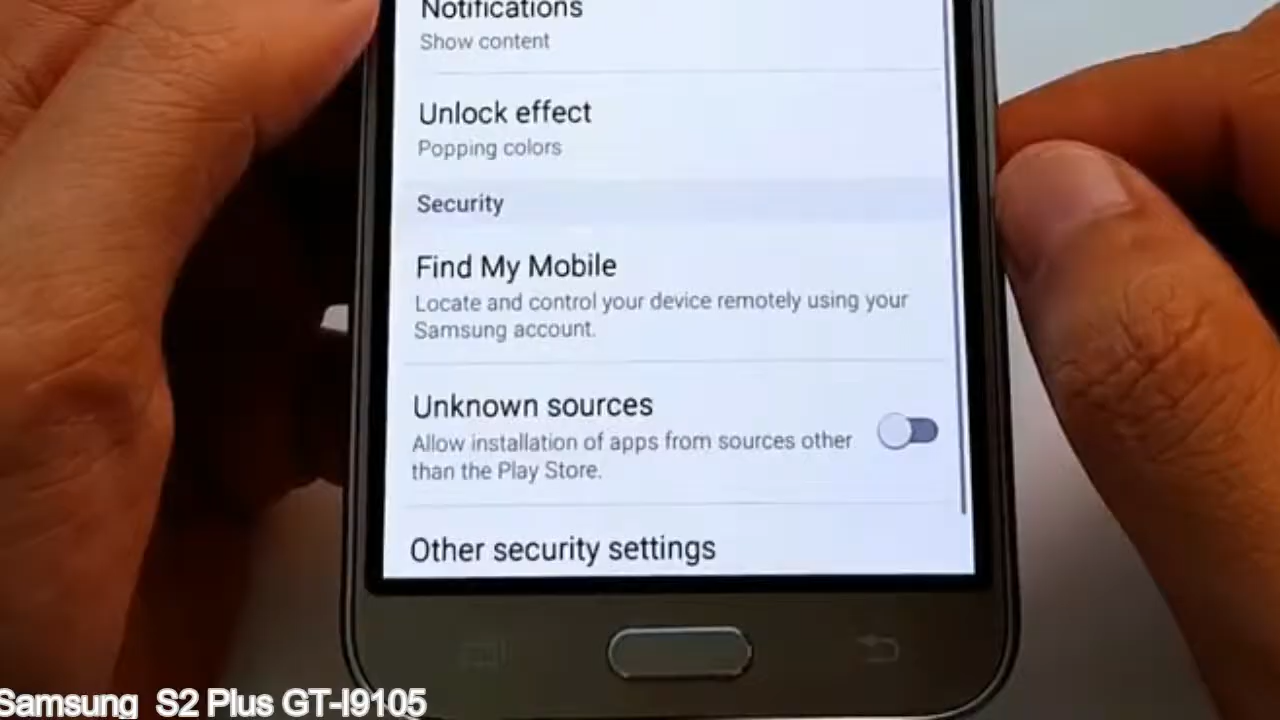 Notifications
Show content
Unlock effect
Popping colors
Security
Find My Mobile
Locate and control your device remotely using your
Samsung account.
Unknown sources
Allow installation of apps from sources other
than the Play Store.
Other security settings
Samsung S2 Plus GT-I9105